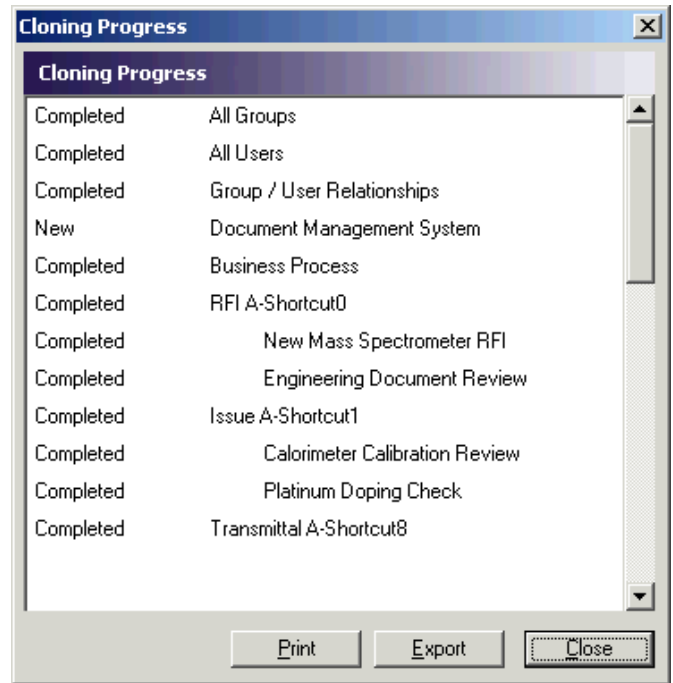 Cloning Progress
Cloning Progress
Completed All Groups
Completed All Users
Completed Group / User Relationships
New Document Management System
Completed Business Process
Completed RFI A-Shortcut0
Completed New Mass Spectrometer RFI
Completed Engineering Document Review
Completed Issue A-Shortcut1
Completed Calorimeter Calibration Review
Completed Platinum Doping Check
Completed Transmittal A-Shortcut8
Print Export Close